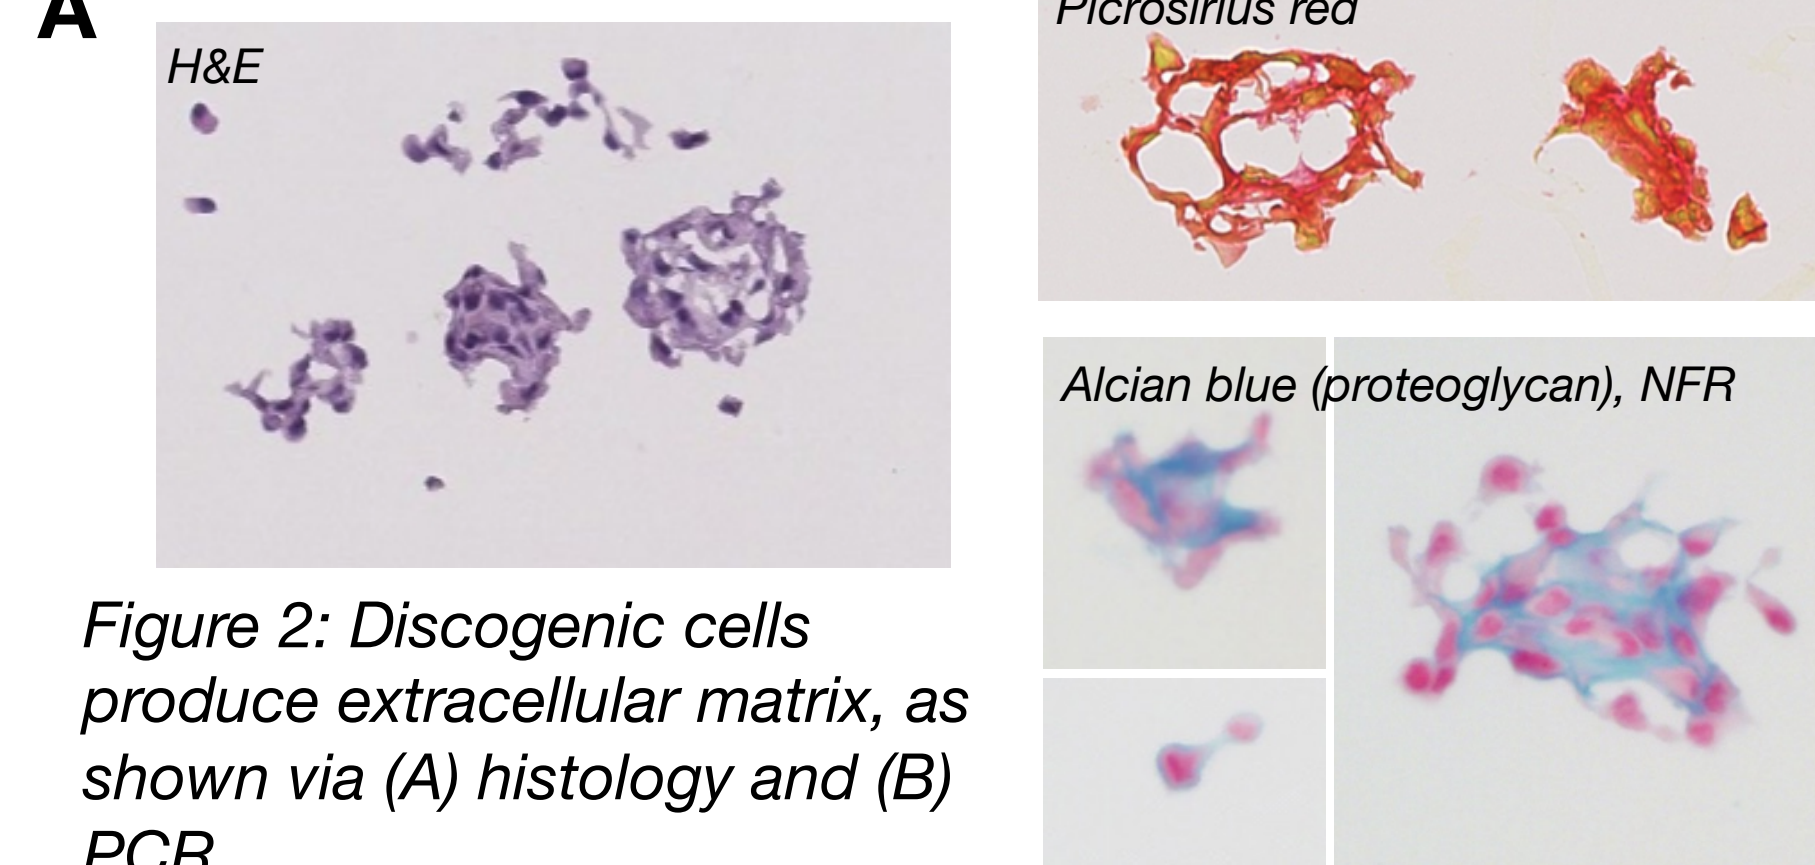 A
H&E
Picrosirius red
Alcian blue (proteoglycan), NFR
Figure 2: Discogenic cells
produce extracellular matrix, as
shown via (A) histology and (B)
PCR